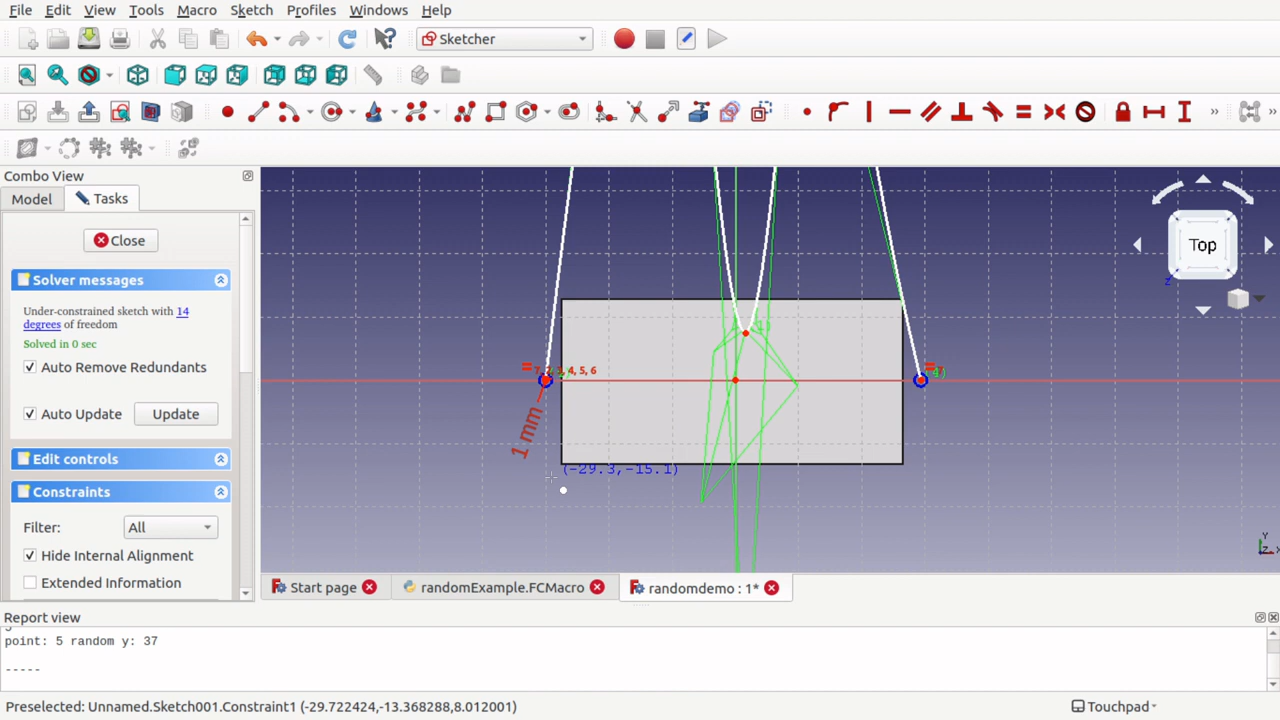 File Edit View Tools Macro Sketch Profiles Windows Help
Sketcher
Combo View
Model Tasks
Close
Solver messages
Under-constrained sketch with 14
degrees of freedom
Solved in 0 sec
Auto Remove Redundants
Auto Update Update
Edit controls
Constraints
Filter: All
Hide Internal Alignment
Extended Information
Top
1 mm
(-29.3,-15.1)
Start page randomExample.FCMacro randomdemo : 1*
Report view
point: 5 random y: 37
-----
Preselected: Unnamed.Sketch001.Constraint1 (-29.722424,-13.368288,8.012001)
Touchpad